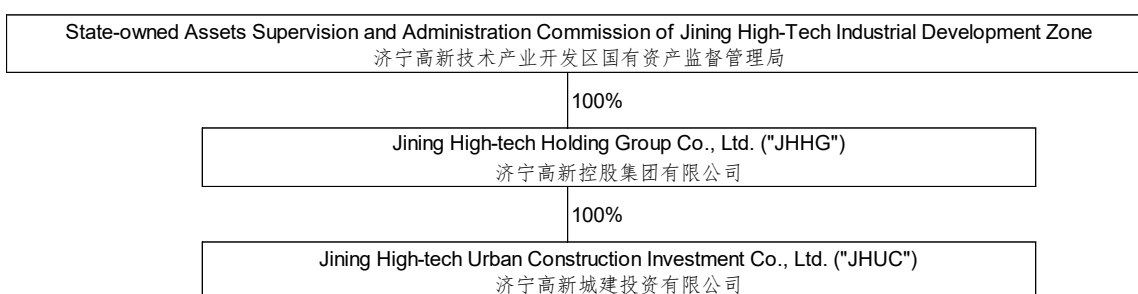 State-owned Assets Supervision and Administration Commission of Jining High-Tech Industrial Development Zone
济宁高新技术产业开发区国有资产监督管理局
100%
Jining High-tech Holding Group Co., Ltd. ("JHHG")
济宁高新控股集团有限公司
100%
Jining High-tech Urban Construction Investment Co., Ltd. ("JHUC")
济宁高新城建投资有限公司